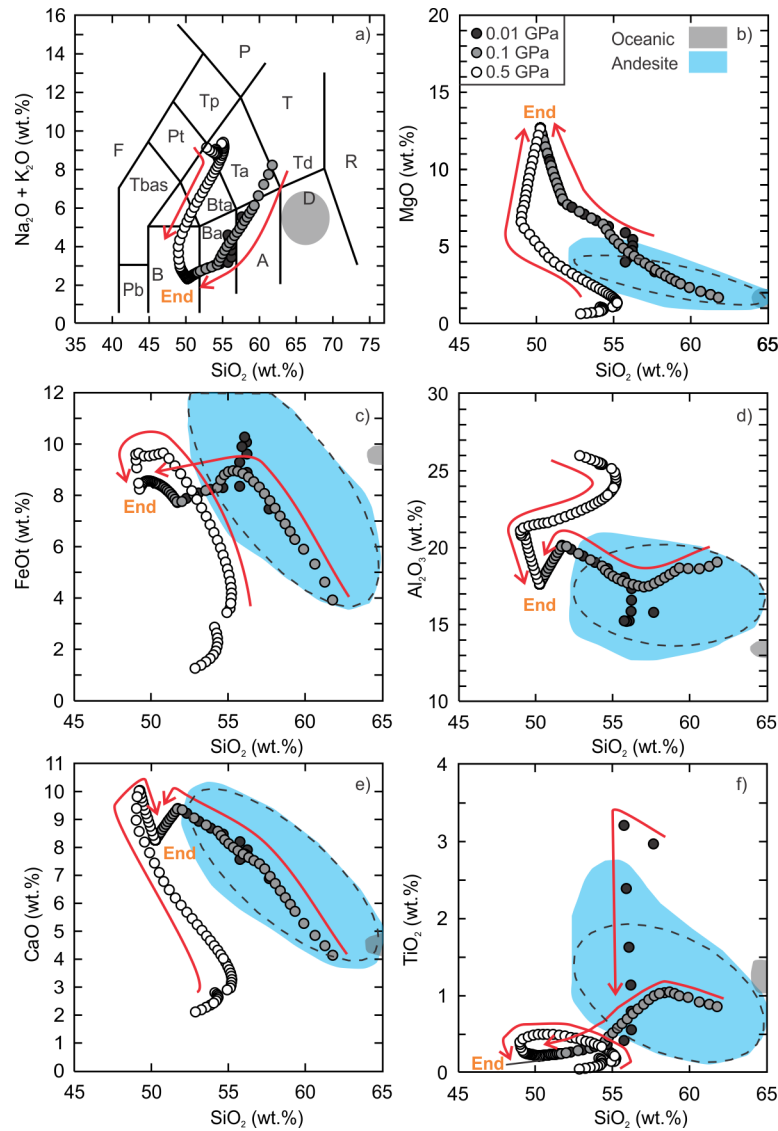 a)
16
14
12
10
8
6
4
2
0
Na2O + K2O (wt.%)
P
Tp
T
Pt
F
Ta
Td
R
Tbas
D
Bta
Ba
B
A
Pb
End
35 40 45 50 55 60 65 70 75
SiO2 (wt.%)
b)
0.01 GPa
0.1 GPa
0.5 GPa
Oceanic
Andesite
20
15
10
5
0
MgO (wt.%)
End
45 50 55 60 65
SiO2 (wt.%)
c)
12
10
8
6
4
2
0
FeOt (wt.%)
End
45 50 55 60 65
SiO2 (wt.%)
d)
30
25
20
15
10
Al2O3 (wt.%)
End
45 50 55 60 65
SiO2 (wt.%)
e)
11
10
9
8
7
6
5
4
3
2
1
0
CaO (wt.%)
End
45 50 55 60 65
SiO2 (wt.%)
f)
4
3
2
1
0
TiO2 (wt.%)
End
45 50 55 60 65
SiO2 (wt.%)